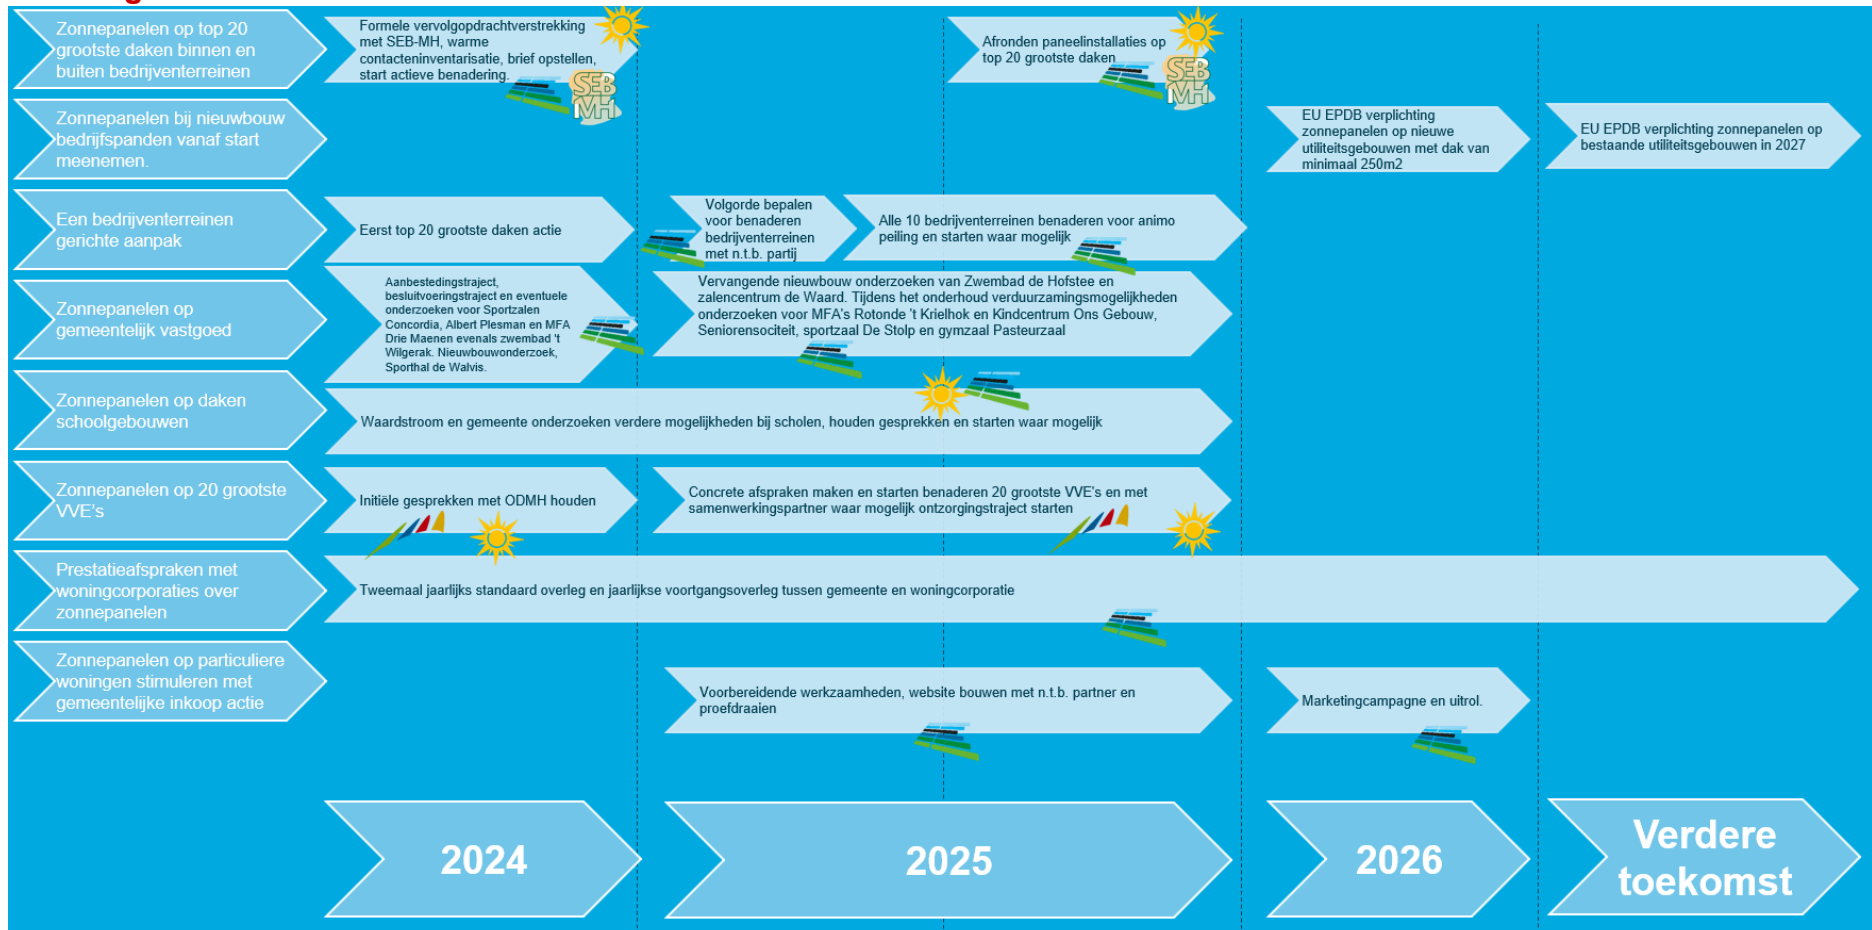 Zonnepanelen op top 20
grootste daken binnen en
buiten bedrijventerreinen
Formele vervolgopdrachtverstrekking
met SEB-MH, warme
contacteninventarisatie, brief opstellen,
start actieve benadering.
SEB
MH
Afronden paneelinstallaties op
top 20 grootste daken
SEB
MH
Zonnepanelen bij nieuwbouw
bedrijfspanden vanaf start
meenemen.
EU EPDB verplichting
zonnepanelen op nieuwe
utiliteitsgebouwen met dak van
minimaal 250m2
EU EPDB verplichting zonnepanelen op
bestaande utiliteitsgebouwen in 2027
Een bedrijventerreinen
gerichte aanpak
Eerst top 20 grootste daken actie
Volgorde bepalen
voor benaderen
bedrijventerreinen
met n.t.b. partij
Alle 10 bedrijventerreinen benaderen voor animo
peiling en starten waar mogelijk
Zonnepanelen op
gemeentelijk vastgoed
Aanbestedingstraject,
besluitvoeringstraject en eventuele
onderzoeken voor Sportzalen
Concordia, Albert Plesman en MFA
Drie Maenen evenals zwembad 't
Wilgerak. Nieuwbouwonderzoek,
Sporthal de Walvis.
Vervangende nieuwbouw onderzoeken van Zwembad de Hofstee en
zalencentrum de Waard. Tijdens het onderhoud verduurzamingsmogelijkheden
onderzoeken voor MFA's Rotonde 't Krielhok en Kindcentrum Ons Gebouw,
Seniorensociteit, sportzaal De Stolp en gymzaal Pasteurzaal
Zonnepanelen op daken
schoolgebouwen
Waardstroom en gemeente onderzoeken verdere mogelijkheden bij scholen, houden gesprekken en starten waar mogelijk
Zonnepanelen op 20 grootste
VVE's
Initiële gesprekken met ODMH houden
Concrete afspraken maken en starten benaderen 20 grootste VVE's en met
samenwerkingspartner waar mogelijk ontzorgingstraject starten
Prestatieafspraken met
woningcorporaties over
zonnepanelen
Tweemaal jaarlijks standaard overleg en jaarlijkse voortgangsoverleg tussen gemeente en woningcorporatie
Zonnepanelen op particuliere
woningen stimuleren met
gemeentelijke inkoop actie
Voorbereidende werkzaamheden, website bouwen met n.t.b. partner en
proefdraaien
Marketingcampagne en uitrol.
2024
2025
2026
Verdere
toekomst